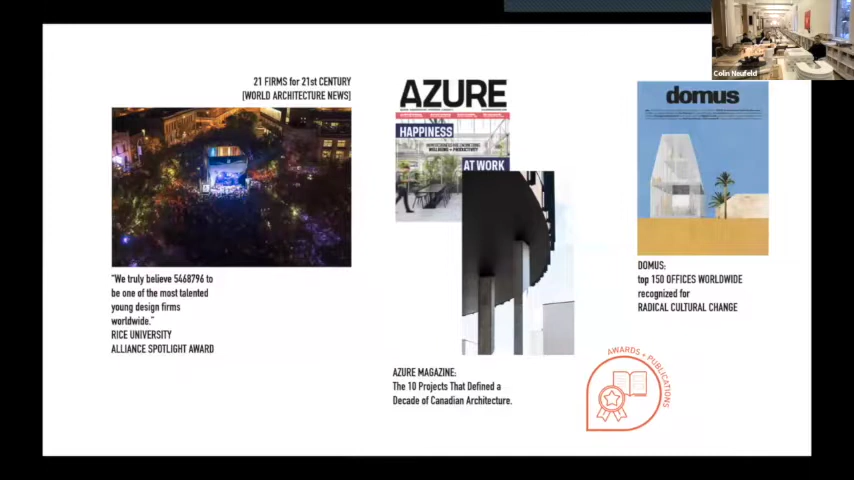 Colin Neufeld
21 FIRMS for 21st CENTURY
[WORLD ARCHITECTURE NEWS]
"We truly believe 5468796 to
be one of the most talented
young design firms
worldwide."
RICE UNIVERSITY
ALLIANCE SPOTLIGHT AWARD
AZURE
HAPPINESS
WELLBEING + PRODUCTIVITY
AT WORK
AZURE MAGAZINE:
The 10 Projects That Defined a
Decade of Canadian Architecture.
domus
DOMUS:
top 150 OFFICES WORLDWIDE
recognized for
RADICAL CULTURAL CHANGE
AWARDS + PUBLICATIONS